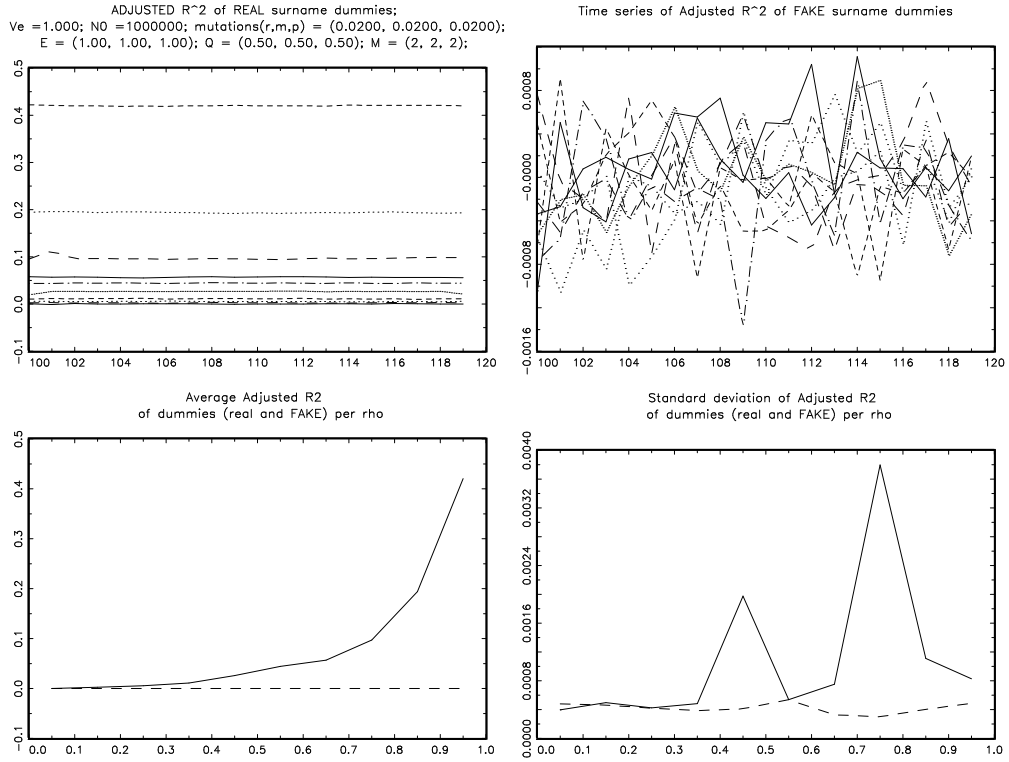 ADJUSTED R^2 of REAL surname dummies;
Ve =1.000; N0 =1000000; mutations(r,m,p) = (0.0200, 0.0200, 0.0200);
E = (1.00, 1.00, 1.00); Q = (0.50, 0.50, 0.50); M = (2, 2, 2);
0.5
0.4
0.3
0.2
0.1
0.0
-0.1
100 102 104 106 108 110 112 114 116 118 120
Time series of Adjusted R^2 of FAKE surname dummies
0.0008
-0.0000
-0.0008
-0.0016
100 102 104 106 108 110 112 114 116 118 120
Average Adjusted R2
of dummies (real and FAKE) per rho
0.5
0.4
0.3
0.2
0.1
0.0
-0.1
0.0 0.1 0.2 0.3 0.4 0.5 0.6 0.7 0.8 0.9 1.0
Standard deviation of Adjusted R2
of dummies (real and FAKE) per rho
0.0040
0.0032
0.0024
0.0016
0.0008
0.0000
0.0 0.1 0.2 0.3 0.4 0.5 0.6 0.7 0.8 0.9 1.0